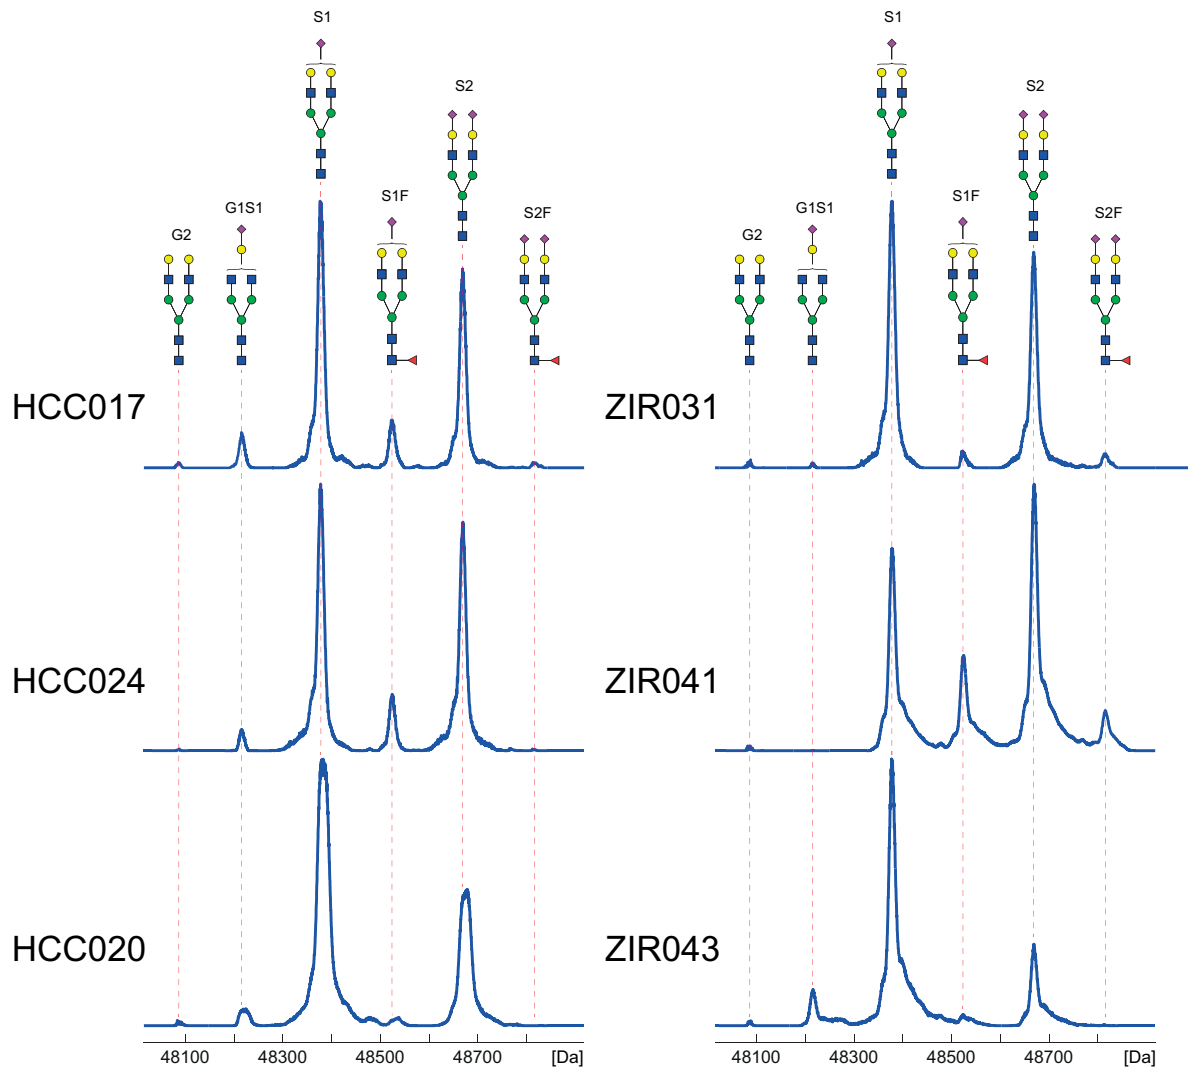 S1
S1
S2
S2
G1S1
S1F
G1S1
S1F
G2
S2F
G2
S2F
HCC017
ZIR031
HCC024
ZIR041
HCC020
ZIR043
48100 48300 48500 48700 [Da]
48100 48300 48500 48700 [Da]